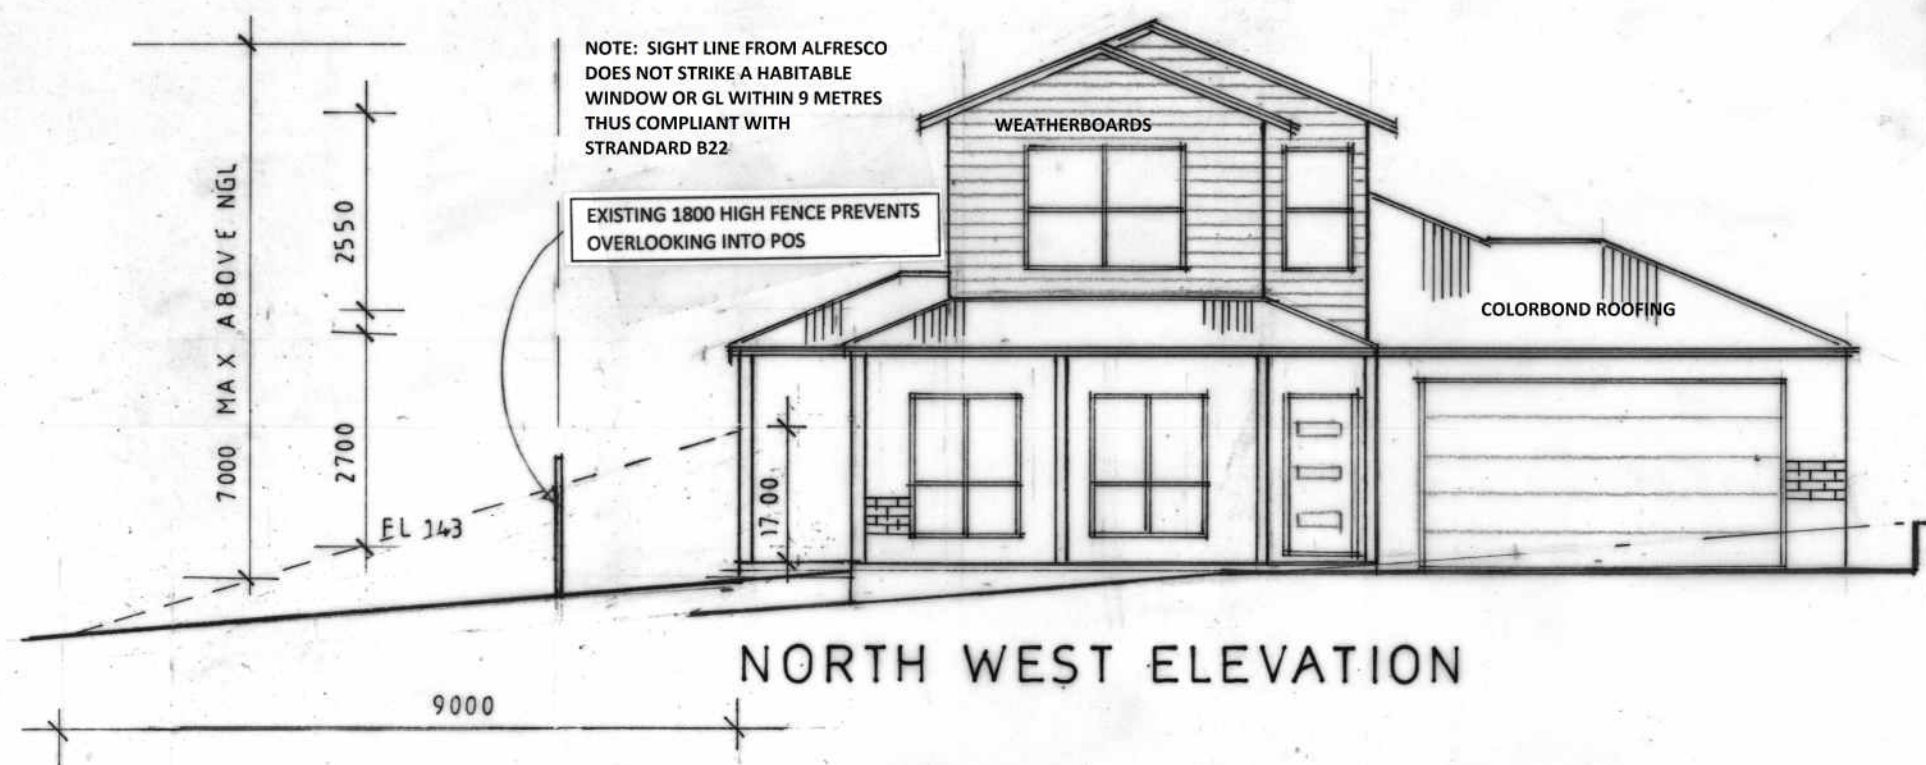 NOTE: SIGHT LINE FROM ALFRESCO
DOES NOT STRIKE A HABITABLE
WINDOW OR GL WITHIN 9 METRES
THUS COMPLIANT WITH
STRANDARD B22
EXISTING 1800 HIGH FENCE PREVENTS
OVERLOOKING INTO POS
7000 MAX ABOVE NGL
2550
2700
FL 143
1700
WEATHERBOARDS
COLORBOND ROOFING
NORTH WEST ELEVATION
9000